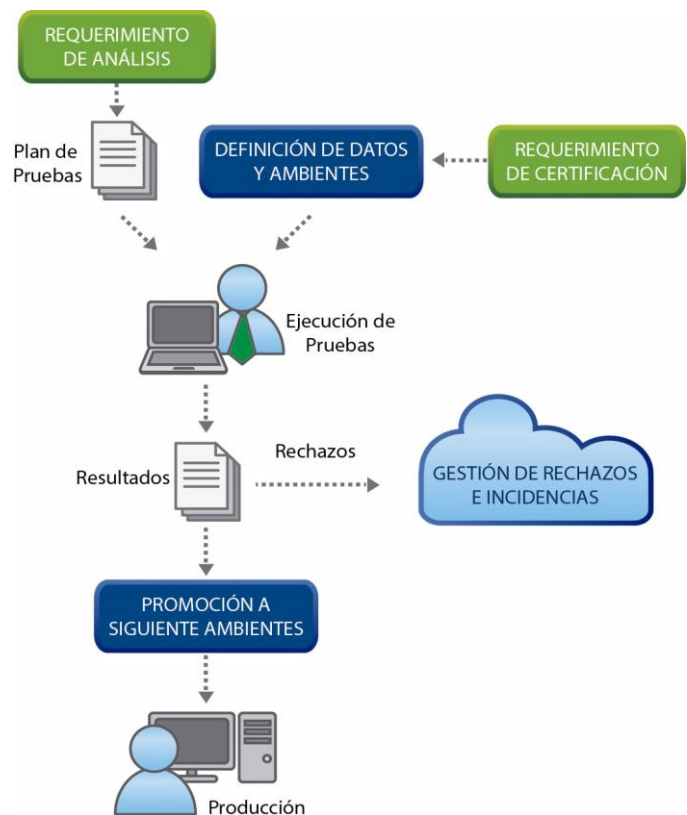 REQUERIMIENTO
DE ANÁLISIS
Plan de
Pruebas
DEFINICIÓN DE DATOS
Y AMBIENTES
REQUERIMIENTO
DE CERTIFICACIÓN
Ejecución de
Pruebas
Resultados
Rechazos
GESTIÓN DE RECHAZOS
E INCIDENCIAS
PROMOCIÓN A
SIGUIENTE AMBIENTES
Producción